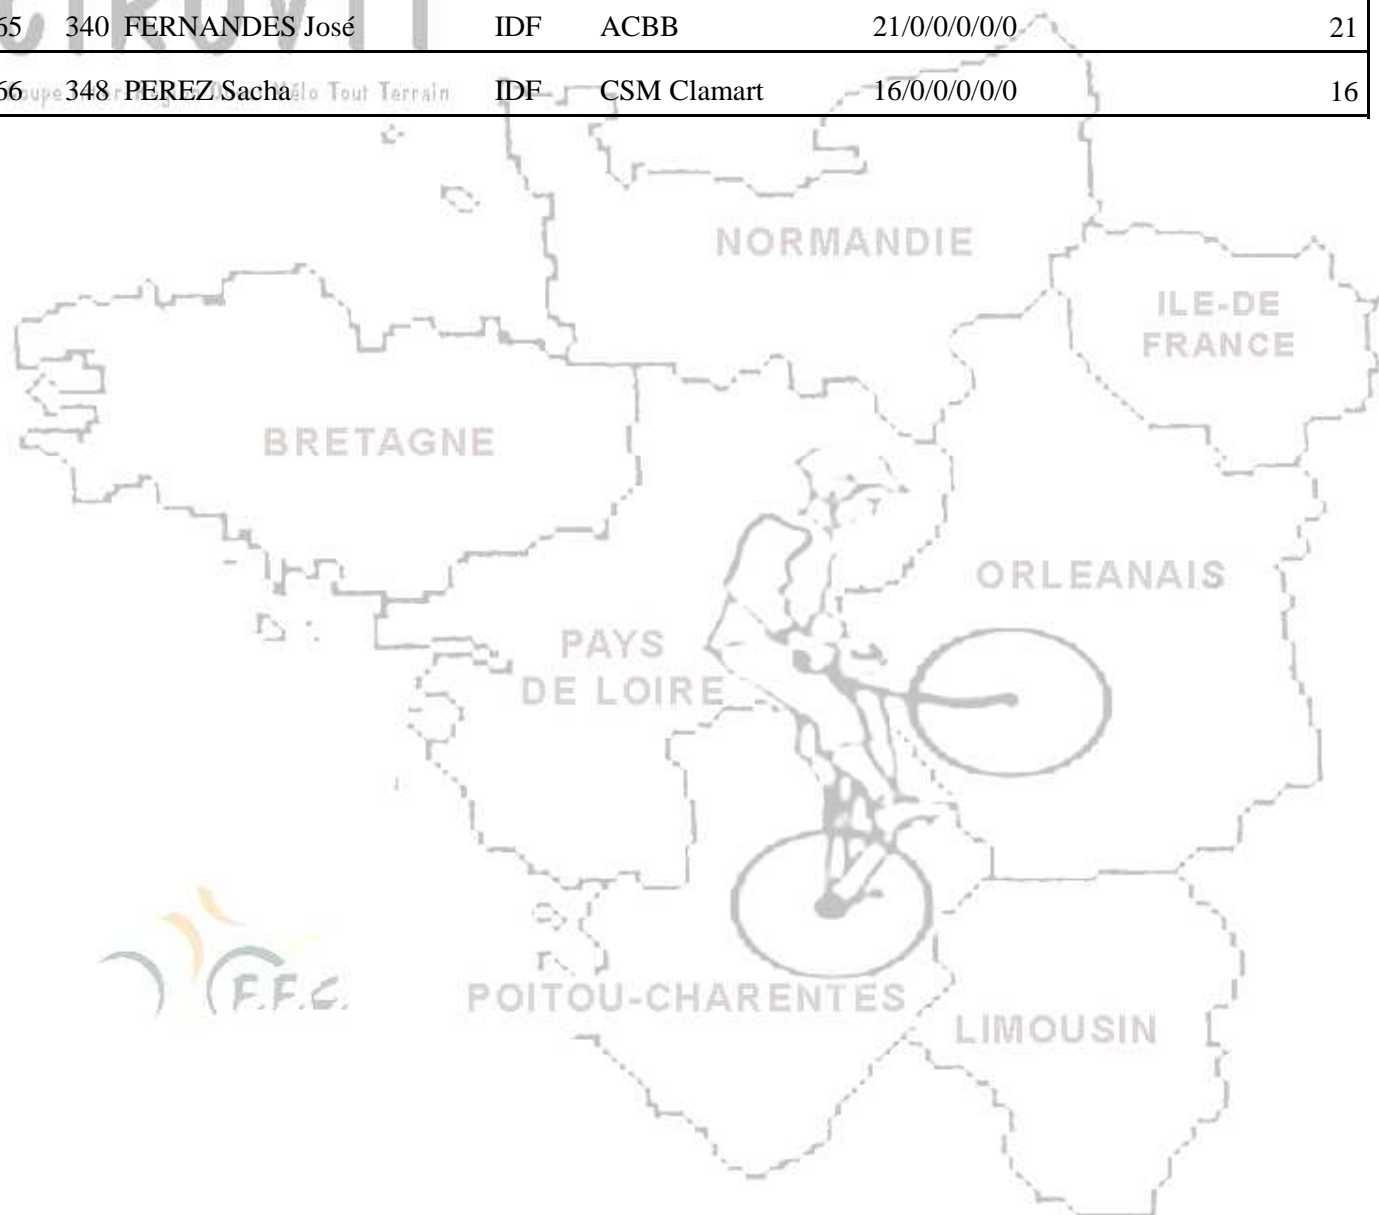 65 340 FERNANDES José IDF ACBB 21/0/0/0/0/0 21
66 348 PEREZ Sacha IDF CSM Clamart 16/0/0/0/0/0 16
Tout Terrain
NORMANDIE
ILE-DE
FRANCE
BRETAGNE
ORLEANAIS
PAYS
DE LOIRE
F.F.C.
POITOU-CHARENTES
LIMOUSIN